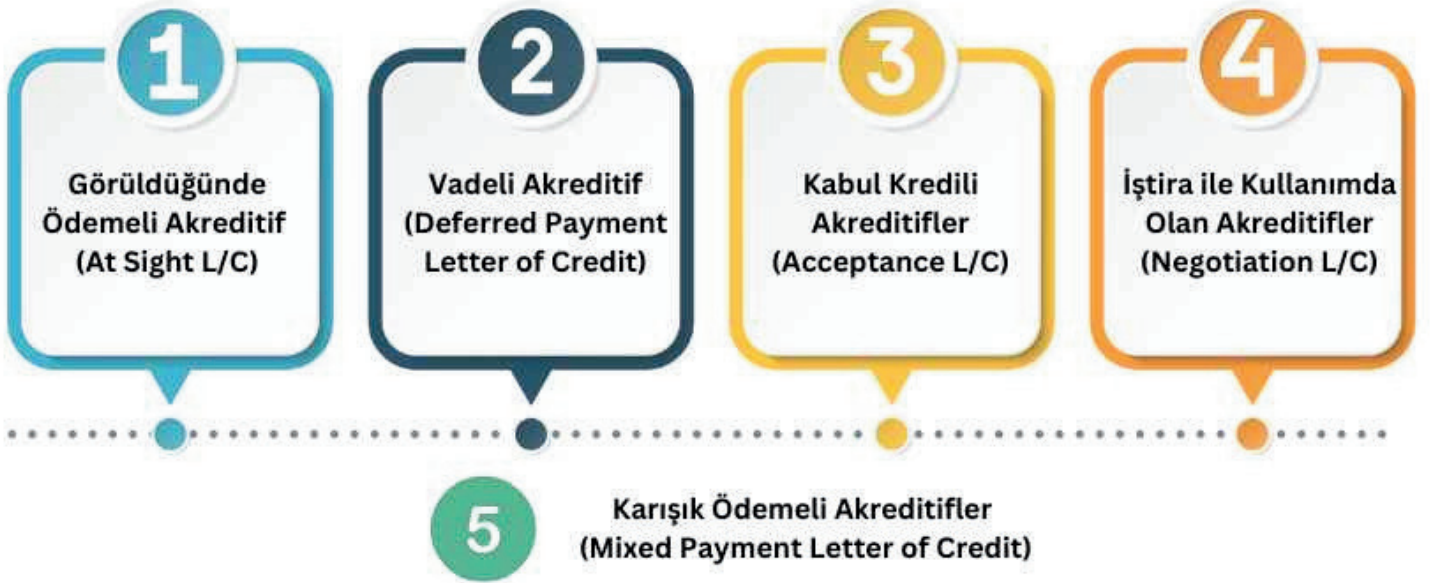 1
Görüldüğünde
Ödemeli Akreditif
(At Sight L/C)
2
Vadeli Akreditif
(Deferred Payment
Letter of Credit)
3
Kabul Kredili
Akreditifler
(Acceptance L/C)
4
İştira ile Kullanımda
Olan Akreditifler
(Negotiation L/C)
5
Karışık Ödemeli Akreditifler
(Mixed Payment Letter of Credit)